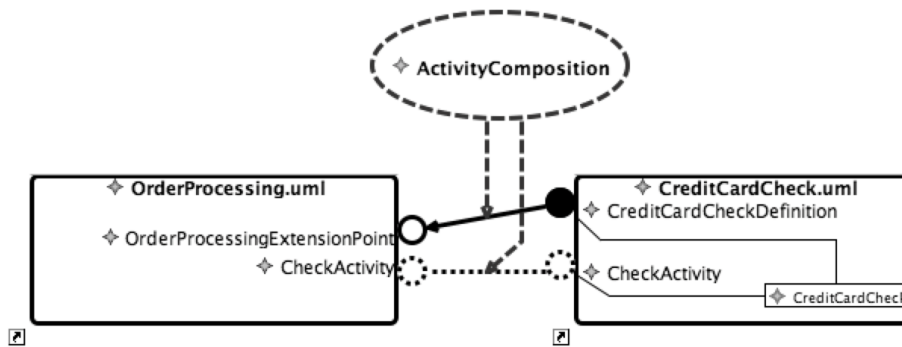 ActivityComposition
OrderProcessing.uml
OrderProcessingExtensionPoint
CheckActivity
CreditCardCheck.uml
CreditCardCheckDefinition
CheckActivity
CreditCardCheck